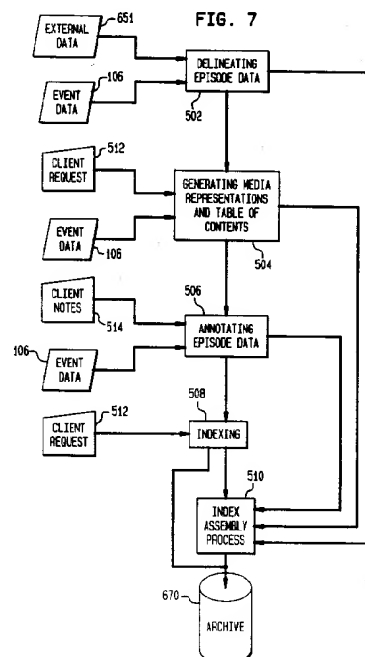 FIG. 7
651
EXTERNAL
DATA
106
EVENT
DATA
DELINEATING
EPISODE DATA
502
512
CLIENT
REQUEST
EVENT
DATA
106
GENERATING MEDIA
REPRESENTATIONS
AND TABLE OF
CONTENTS
504
CLIENT
NOTES
514
506
ANNOTATING
EPISODE DATA
106
EVENT
DATA
512
CLIENT
REQUEST
508
INDEXING
510
INDEX
ASSEMBLY
PROCESS
670
ARCHIVE